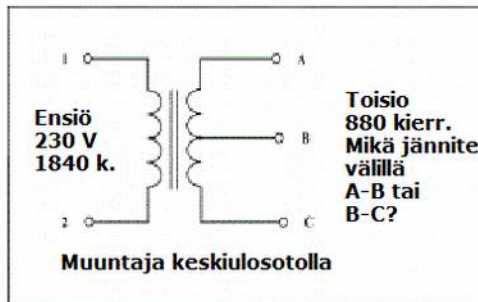 1
A
Ensiö
230 V
1840 k.
B
Toisio
880 kierr.
Mikä jännite
välillä
A-B tai
B-C?
2
C
Muuntaja keskiulosotolla